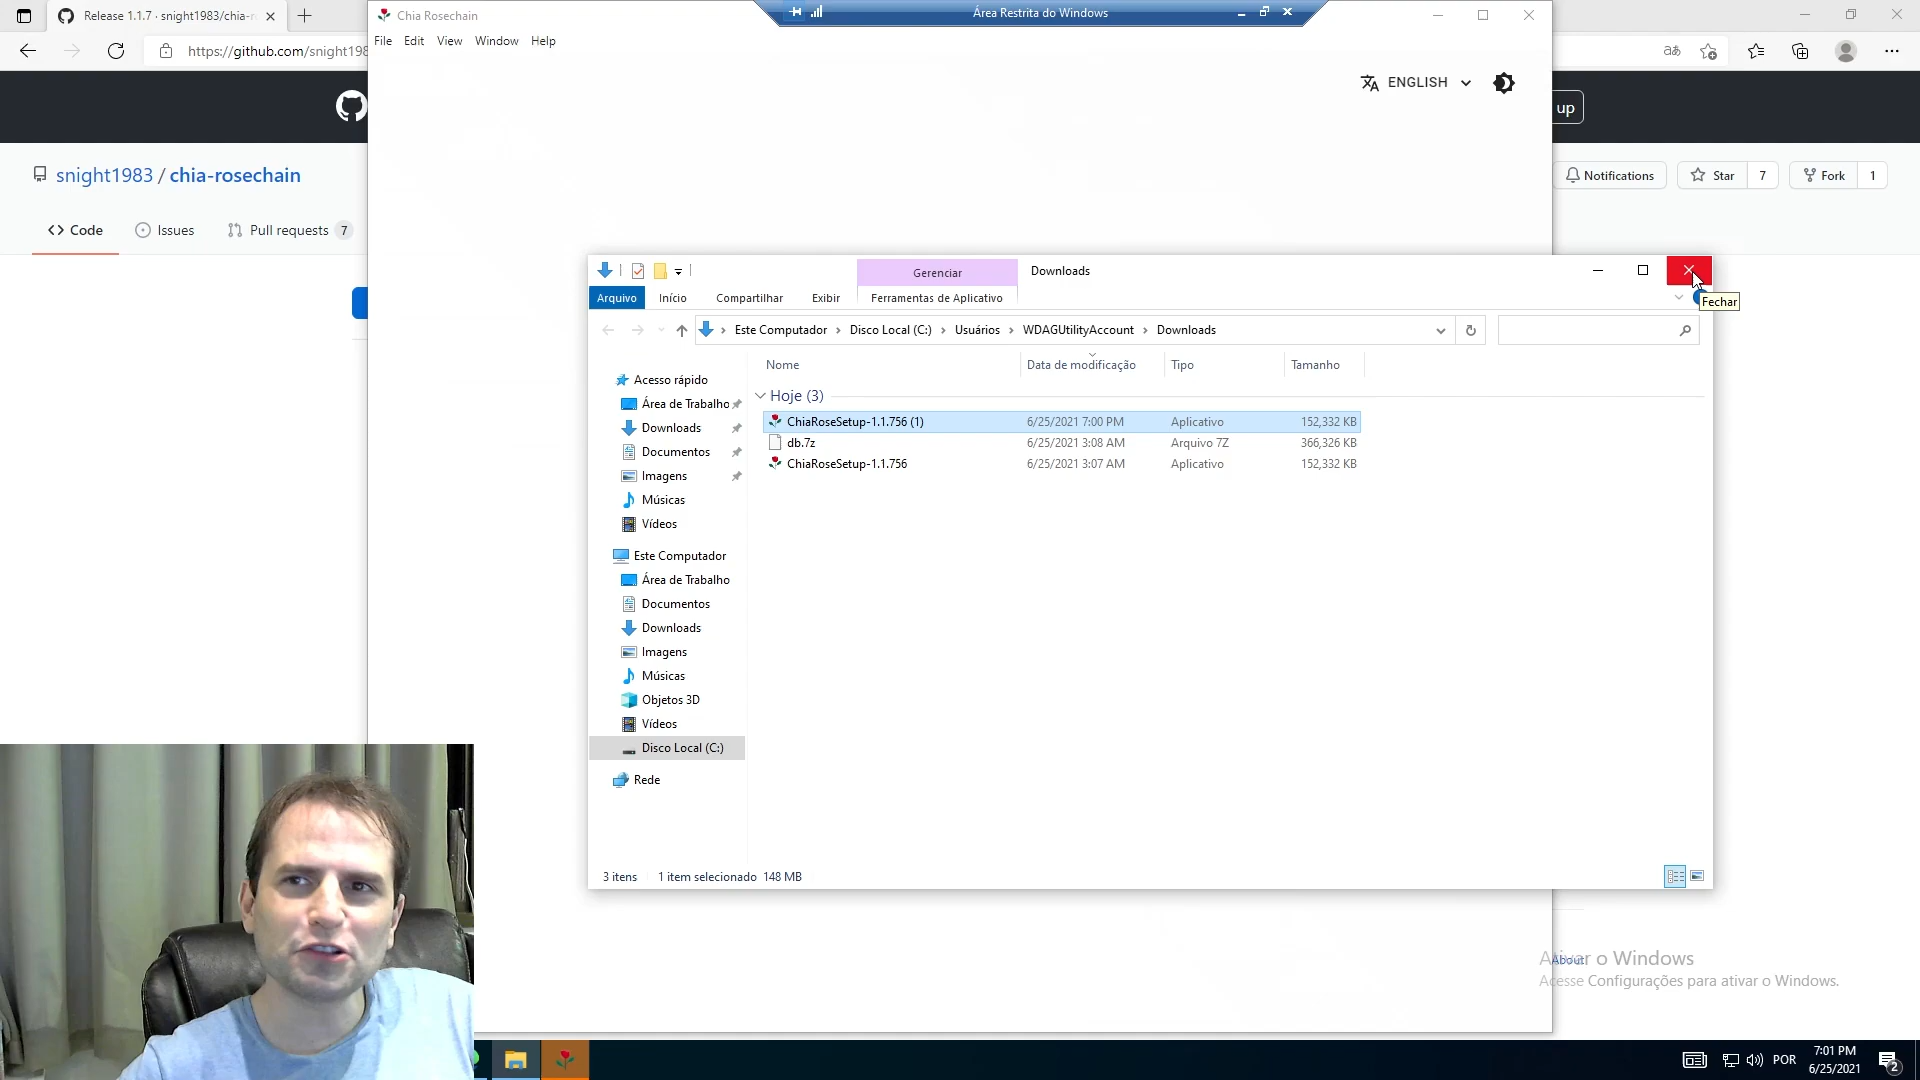 Release 1.1.7 · snight1983/chia-ro
Chia Rosechain
Área Restrita do Windows
https://github.com/snight198
File Edit View Window Help
ENGLISH
up
snight1983 / chia-rosechain
Notifications
Star 7
Fork 1
Code
Issues
Pull requests 7
Gerenciar
Downloads
Arquivo
Início
Compartilhar
Exibir
Ferramentas de Aplicativo
Fechar
Este Computador > Disco Local (C:) > Usuários > WDAGUtilityAccount > Downloads
Nome Data de modificação Tipo Tamanho
Hoje (3)
ChiaRoseSetup-1.1.756 (1) 6/25/2021 7:00 PM Aplicativo 152,332 KB
db.7z 6/25/2021 3:08 AM Arquivo 7Z 366,326 KB
ChiaRoseSetup-1.1.756 6/25/2021 3:07 AM Aplicativo 152,332 KB
Acesso rápido
Área de Trabalho
Downloads
Documentos
Imagens
Músicas
Vídeos
Este Computador
Área de Trabalho
Documentos
Downloads
Imagens
Músicas
Objetos 3D
Vídeos
Disco Local (C:)
Rede
3 itens
1 item selecionado 148 MB
About
o Windows
Acesse Configurações para ativar o Windows.
POR
7:01 PM
6/25/2021
2